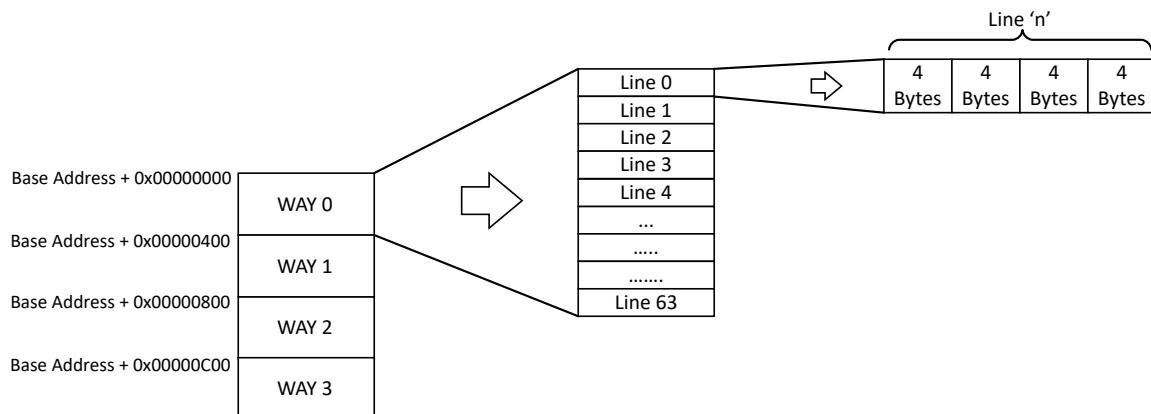 Line ‘n’
4 Bytes
4 Bytes
4 Bytes
4 Bytes
Line 0
Line 1
Line 2
Line 3
Line 4
...
.....
.......
Line 63
Base Address + 0x00000000
WAY 0
Base Address + 0x00000400
WAY 1
Base Address + 0x00000800
WAY 2
Base Address + 0x00000C00
WAY 3